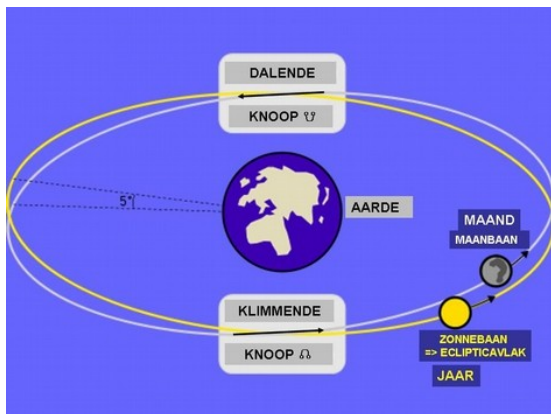 DALENDE
KNOOP ☋
5°
AARDE
MAAND
MAANBAAN
KLIMMENDE
KNOOP ☊
ZONNEBAAN
=> ECLIPTICAVLAK
JAAR